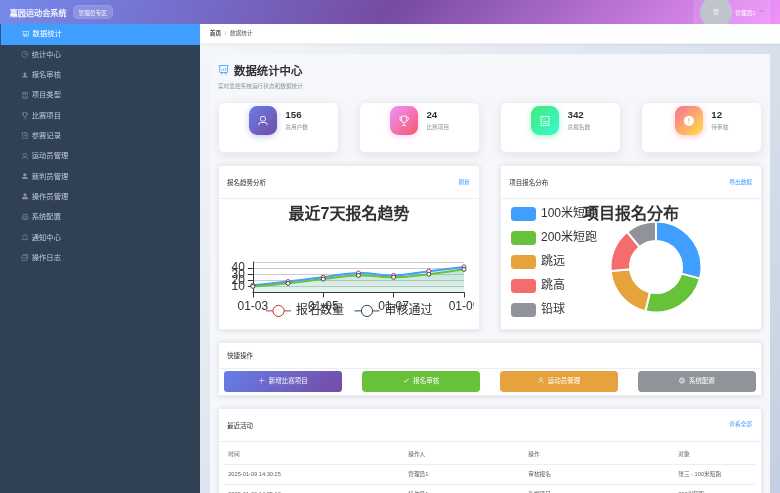 嘉园运动会系统 管理员专区
管理员1
数据统计
统计中心
报名审核
项目类型
比赛项目
参赛记录
运动员管理
裁判员管理
操作员管理
系统配置
通知中心
操作日志
首页 数据统计
数据统计中心
实时监控系统运行状态和数据统计
156
总用户数
24
比赛项目
342
总报名数
12
待审核
报名趋势分析 刷新
最近7天报名趋势
40
10
01-03 01-05 01-07 01-0
报名数量 审核通过
项目报名分布 导出数据
项目报名分布
100米短跑
200米短跑
跳远
跳高
铅球
快捷操作
新增比赛项目 报名审核 运动员管理 系统配置
最近活动 查看全部
时间 操作人 操作 对象
2025-01-09 14:30:25 管理员1 审核报名 张三 - 100米短跑